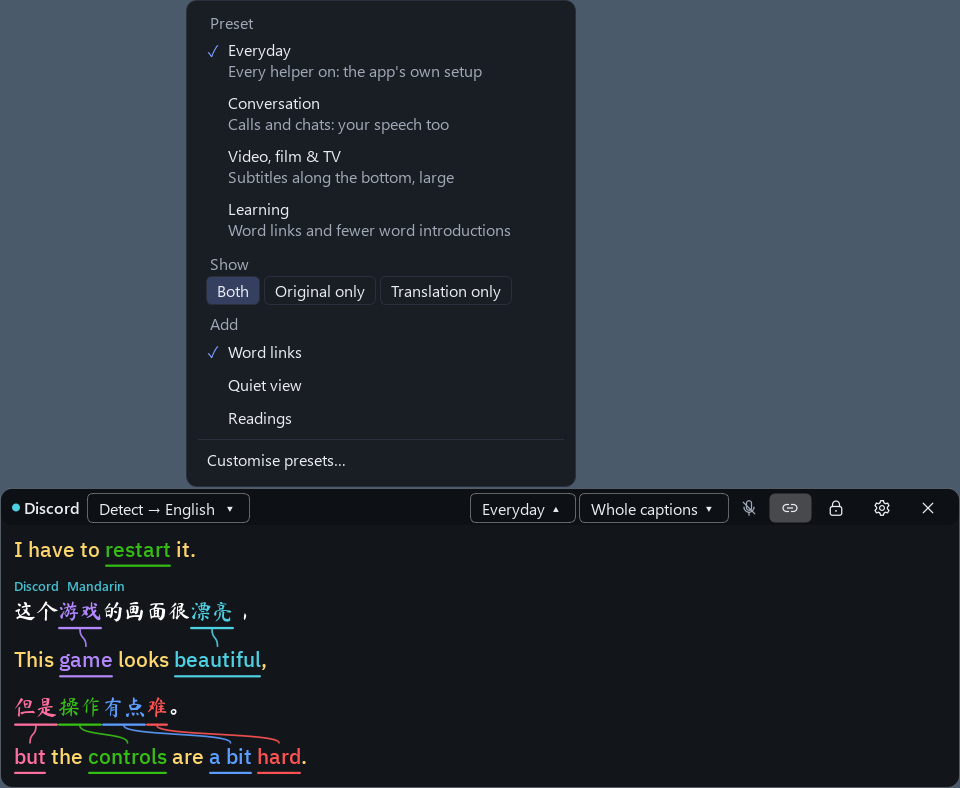 Preset
Everyday
Every helper on: the app's own setup
Conversation
Calls and chats: your speech too
Video, film & TV
Subtitles along the bottom, large
Learning
Word links and fewer word introductions
Show
Both Original only Translation only
Add
Word links
Quiet view
Readings
Customise presets...
Discord Detect → English Everyday Whole captions
I have to restart it.
Discord Mandarin
这个游戏的画面很漂亮，
This game looks beautiful,
但是操作有点难。
but the controls are a bit hard.